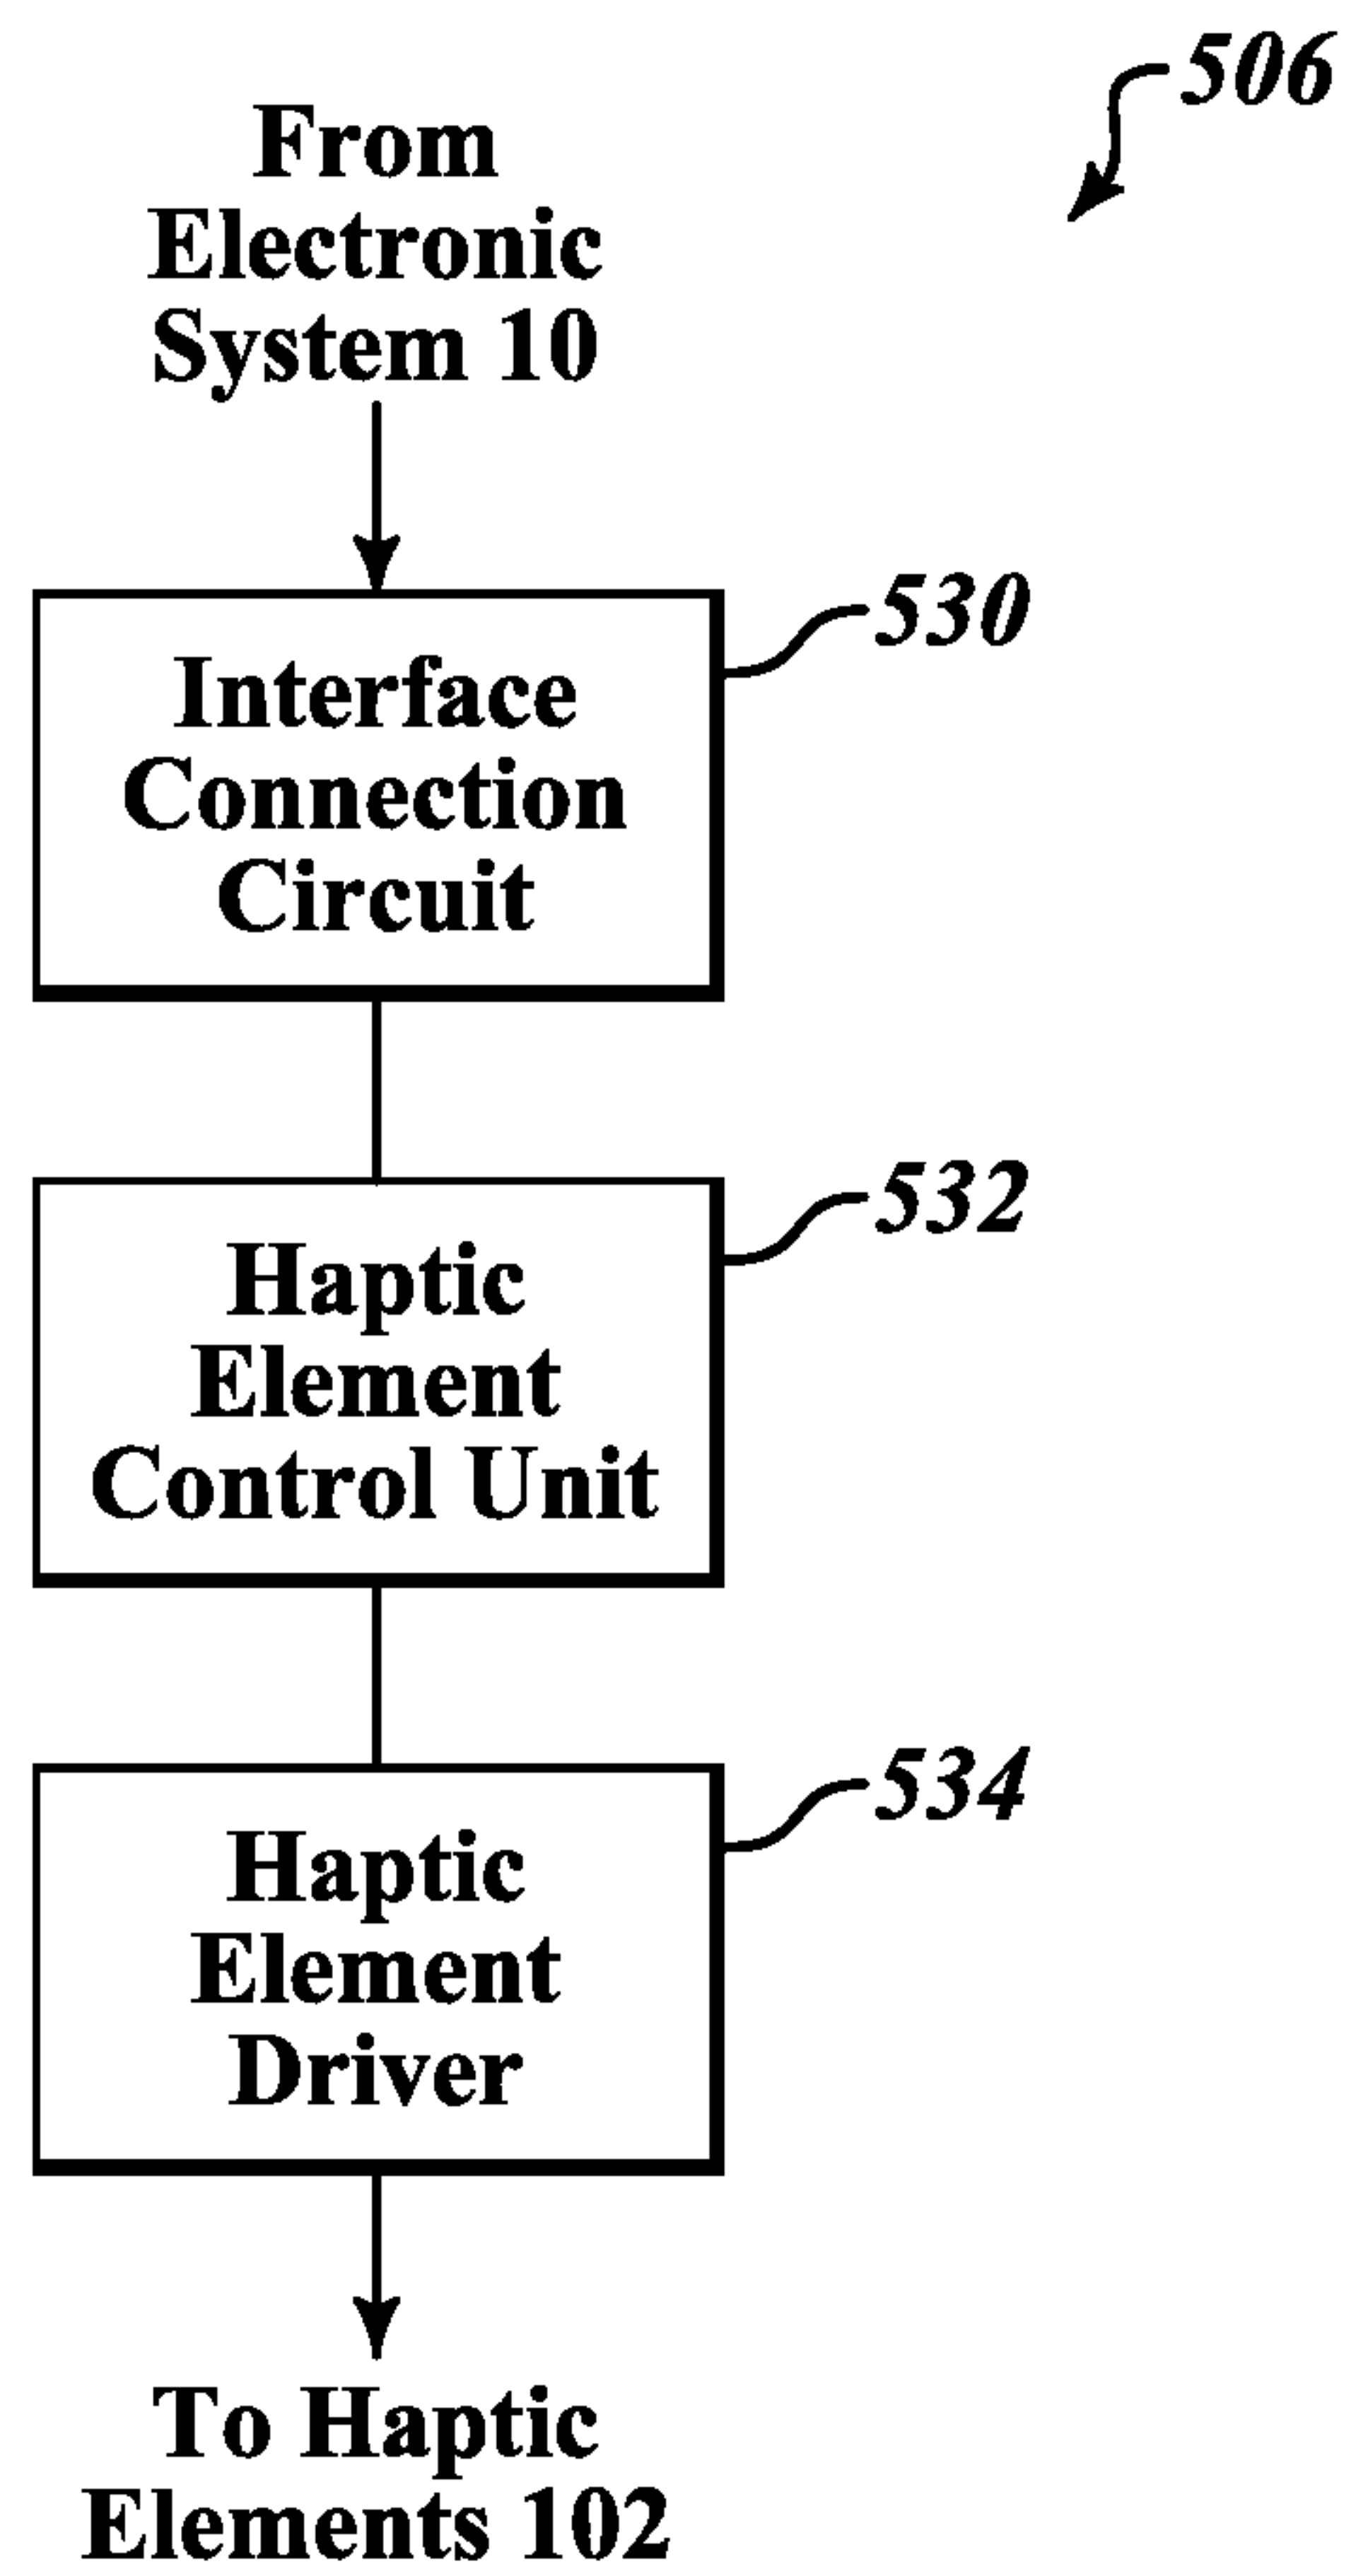 506
From
Electronic
System 10
530
Interface
Connection
Circuit
532
Haptic
Element
Control Unit
534
Haptic
Element
Driver
To Haptic
Elements 102